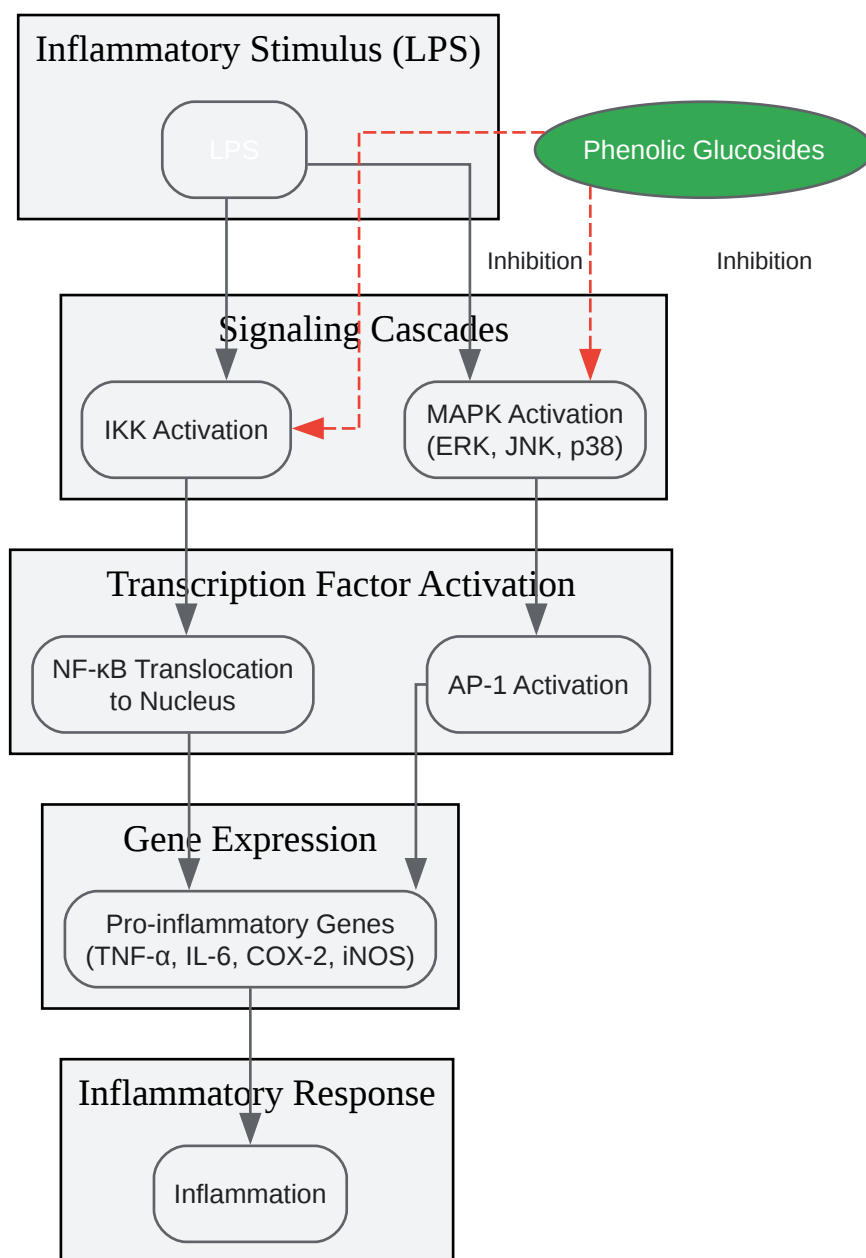 Inflammatory Stimulus (LPS)
LPS
Phenolic Glucosides
Inhibition
Inhibition
Signaling Cascades
IKK Activation
MAPK Activation
(ERK, JNK, p38)
Transcription Factor Activation
NF-κB Translocation
to Nucleus
AP-1 Activation
Gene Expression
Pro-inflammatory Genes
(TNF-α, IL-6, COX-2, iNOS)
Inflammatory Response
Inflammation